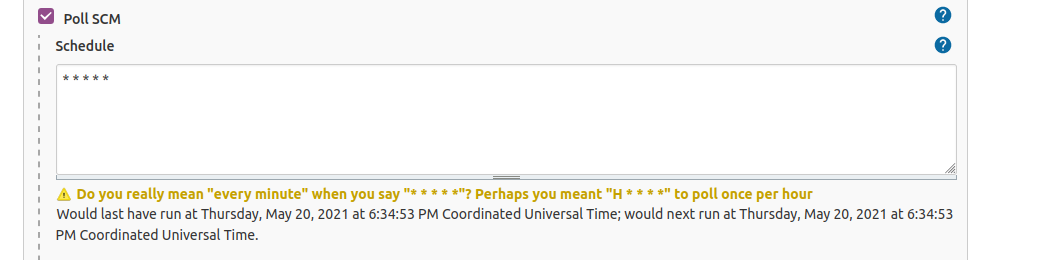 Poll SCM
?
Schedule
?
* * * * *
Do you really mean "every minute" when you say "* * * * *"? Perhaps you meant "H * * * *" to poll once per hour
Would last have run at Thursday, May 20, 2021 at 6:34:53 PM Coordinated Universal Time; would next run at Thursday, May 20, 2021 at 6:34:53
PM Coordinated Universal Time.